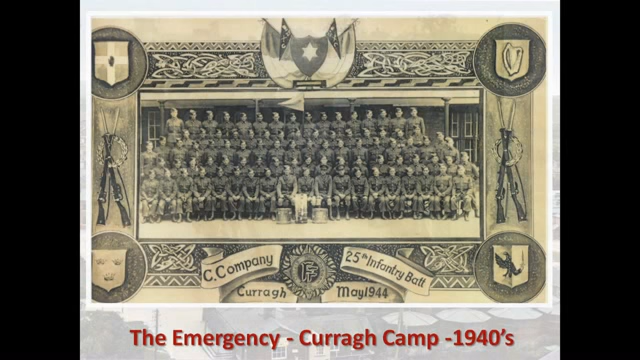 C. Company
25th Infantry Batt
Curragh
May 1944
The Emergency - Curragh Camp -1940's